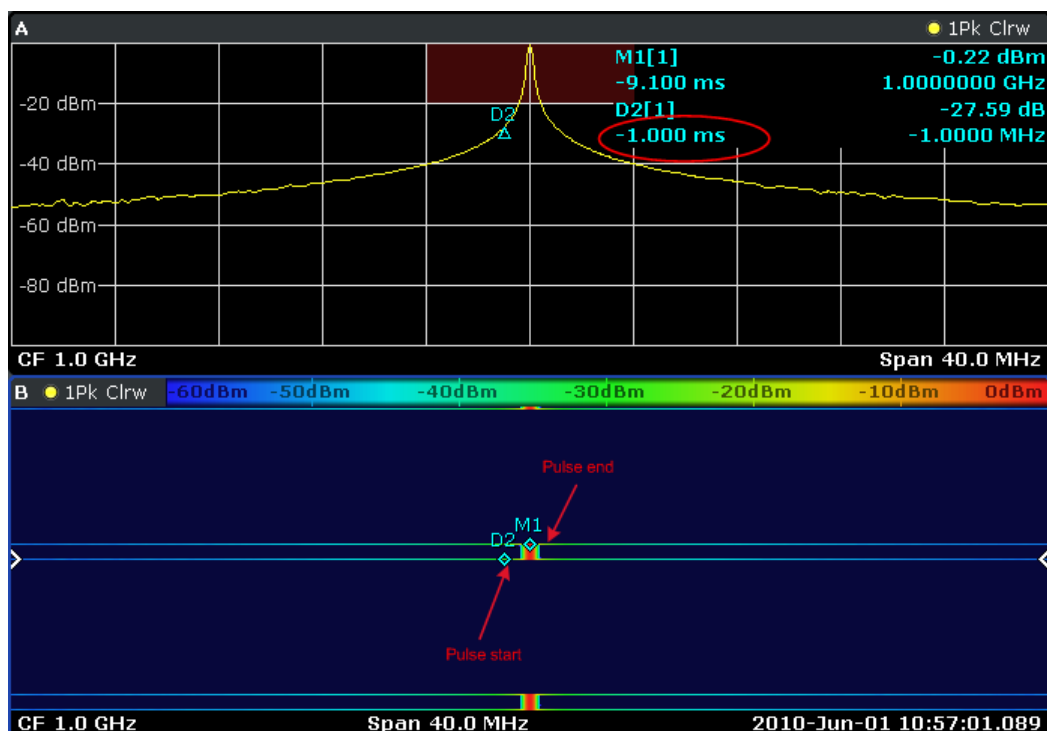 A 1Pk Clrw
M1[1] -0.22 dBm
-9.100 ms 1.0000000 GHz
-20 dBm
D2[1] -27.59 dB
D2
-1.000 ms -1.0000 MHz
-40 dBm
-60 dBm
-80 dBm
CF 1.0 GHz Span 40.0 MHz
B 1Pk Clrw -60dBm -50dBm -40dBm -30dBm -20dBm -10dBm 0dBm
Pulse end
M1
D2
Pulse start
CF 1.0 GHz Span 40.0 MHz 2010-Jun-01 10:57:01.089